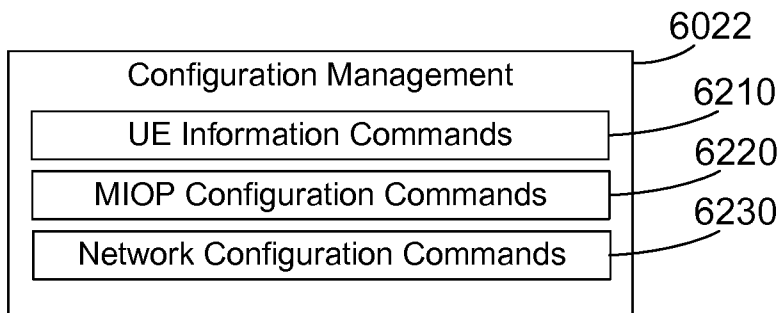 6022
Configuration Management
6210
UE Information Commands
6220
MIOP Configuration Commands
6230
Network Configuration Commands